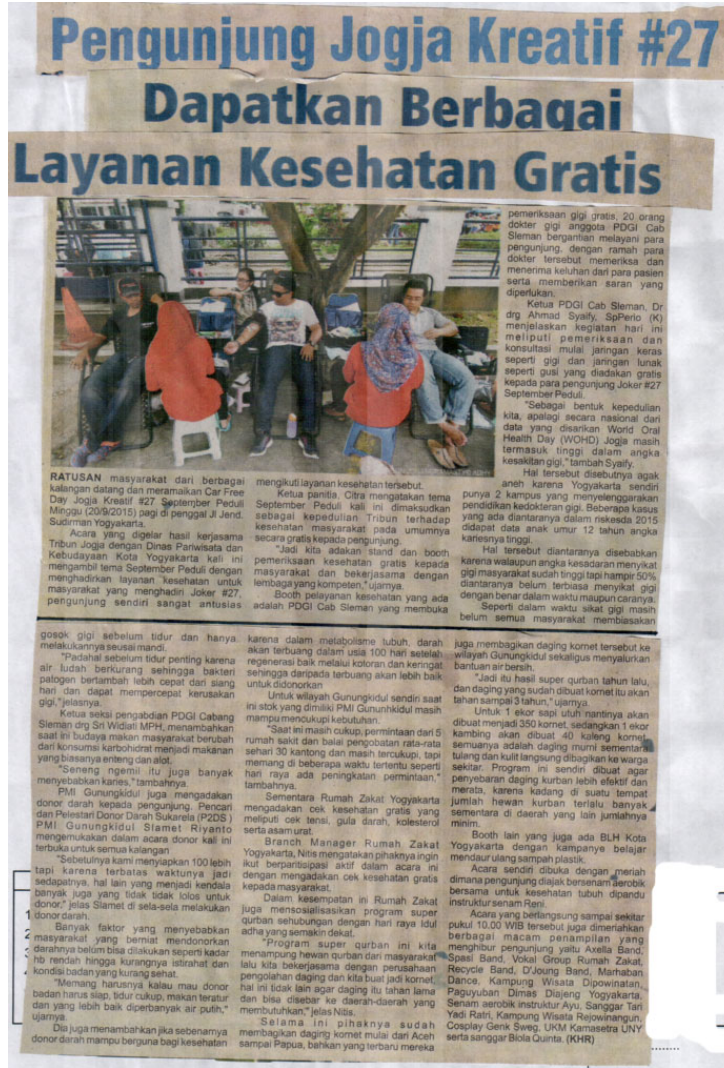 Pengunjung Jogja Kreatif #27
Dapatkan Berbagai
Layanan Kesehatan Gratis
RATUSAN masyarakat dari berbagai
kalangan datang dan meramaikan Car Free
Day Jogja Kreatif #27 September Peduli
Minggu (20/9/2015) pagi di penggal Jl Jend.
Sudirman Yogyakarta.
Acara yang digelar hasil kerjasama
Tribun Jogja dengan Dinas Pariwisata dan
Kebudayaan Kota Yogyakarta kali ini
mengambil tema September Peduli dengan
menghadirkan layanan kesehatan untuk
masyarakat yang menghadiri Joker #27,
pengunjung sendiri sangat antusias
mengikuti layanan kesehatan tersebut.
Ketua panitia, Citra mengatakan tema
September Peduli kali ini dimaksudkan
sebagai kepedulian Tribun terhadap
kesehatan masyarakat pada umumnya
secara gratis kepada pengunjung.
"Jadi kita adakan stand dan booth
pemeriksaan kesehatan gratis kepada
masyarakat dan bekerjasama dengan
lembaga yang kompeten," ujarnya.
Booth pelayanan kesehatan yang ada
adalah PDGI Cab Sleman yang membuka
pemeriksaan gigi gratis, 20 orang
dokter gigi anggota PDGI Cab
Sleman bergantian melayani para
pengunjung, dengan ramah para
dokter tersebut memeriksa dan
menerima keluhan dari para pasien
serta memberikan saran yang
diperlukan.
Ketua PDGI Cab Sleman, Dr
drg Ahmad Syaify, SpPerio (K)
menjelaskan kegiatan hari ini
meliputi pemeriksaan dan
konsultasi mulai jaringan keras
seperti gigi dan jaringan lunak
seperti gusi yang diadakan gratis
kepada para pengunjung Joker #27
September Peduli.
"Sebagai bentuk kepedulian
kita, apalagi secara nasional dari
data yang disarikan World Oral
Health Day (WOHD) Jogja masih
termasuk tinggi dalam angka
kesakitan gigi," tambah Syaify.
Hal tersebut disebutnya agak
aneh karena Yogyakarta sendiri
punya 2 kampus yang menyelenggarakan
pendidikan kedokteran gigi. Beberapa kasus
yang ada diantaranya dalam riskesda 2015
didapat data anak umur 12 tahun angka
kariesnya tinggi.
Hal tersebut diantaranya disebabkan
karena walaupun angka kesadaran menyikat
gigi masyarakat sudah tinggi tapi hampir 50%
diantaranya belum terbiasa menyikat gigi
dengan benar dalam waktu maupun caranya.
Seperti dalam waktu sikat gigi masih
belum semua masyarakat membiasakan
gosok gigi sebelum tidur dan hanya
melakukannya seusai mandi.
"Padahal sebelum tidur penting karena
air ludah berkurang sehingga bakteri
patogen bertambah lebih cepat dari siang
hari dan dapat mempercepat kerusakan
gigi,"jelasnya.
Ketua seksi pengabdian PDGI Cabang
Sleman drg Sri Widiati MPH, menambahkan
saat ini budaya makan masyarakat berubah
dari konsumsi karbohidrat menjadi makanan
yang biasanya enteng dan alot.
"Seneng ngemil itu juga banyak
menyebabkan karies," tambahnya.
PMI Gunungkidul juga mengadakan
donor darah kepada pengunjung. Pencari
dan Pelestari Donor Darah Sukarela (P2DS )
PMI Gunungkidul Slamet Riyanto
mengemukakan dalam acara donor kali ini
terbuka untuk semua kalangan
"Sebetulnya kami menyiapkan 100 lebih
tapi karena terbatas waktunya jadi
sedapatnya, hal lain yang menjadi kendala
banyak juga yang tidak tidak lolos untuk
donor," jelas Slamet di sela-sela melakukan
donor darah.
Banyak faktor yang menyebabkan
masyarakat yang berniat mendonorkan
darahnya belum bisa dilakukan seperti kadar
hb rendah hingga kurangnya istirahat dan
kondisi badan yang kurang sehat.
"Memang harusnya kalau mau donor
badan harus siap, tidur cukup, makan teratur
dan yang lebih baik diperbanyak air putih,"
ujarnya.
Dia juga menambahkan jika sebenarnya
donor darah mampu berguna bagi kesehatan
karena dalam metabolisme tubuh, darah
akan terbuang dalam usia 100 hari setelah
regenerasi baik melalui koloran dan keringat
sehingga daripada terbuang akan lebih baik
untuk didonorkan
Untuk wilayah Gunungkidul sendiri saat
ini stok yang dimiliki PMI Gununhkidul masih
mampu mencukupi kebutuhan.
"Saat ini masih cukup, permintaan dari 5
rumah sakit dan balai pengobatan rata-rata
sehari 30 kantong dan masih tercukupi, tapi
memang di beberapa waktu tertentu seperti
hari raya ada peningkatan permintaan,"
tambahnya.
Sementara Rumah Zakat Yogyakarta
mengadakan cek kesehatan gratis yang
meliputi cek tensi, gula darah, kolesterol
serta asam urat.
Branch Manager Rumah Zakat
Yogyakarta, Nitis mengatakan pihaknya ingin
ikut berpartisipasi aktif dalam acara ini
dengan mengadakan cek kesehatan gratis
kepada masyarakat.
Dalam kesempatan ini Rumah Zakat
juga mensosialisasikan program super
qurban sehubungan dengan hari raya Idul
adha yang semakin dekat.
"Program super qurban ini kita
menampung hewan qurban dari masyarakat
lalu kita bekerjasama dengan perusahaan
pengolahan daging dan kita buat jadi kornet,
hal ini tidak lain agar daging itu tahan lama
dan bisa disebar ke daerah-daerah yang
membutuhkan," jelas Nitis.
Selama ini pihaknya sudah
membagikan daging kornet mulai dari Aceh
sampai Papua, bahkan yang terbaru mereka
juga membagikan daging kornet tersebut ke
wilayah Gunungkidul sekaligus menyalurkan
bantuan air bersih.
"Jadi itu hasil super qurban tahun lalu,
dan daging yang sudah dibuat kornet itu akan
tahan sampai 3 tahun," ujarnya.
Untuk 1 ekor sapi utuh nantinya akan
dibuat menjadi 350 kornet, sedangkan 1 ekor
kambing akan dibuat 40 kaleng kornet
semuanya adalah daging murni sementara
tulang dan kulit langsung dibagikan ke warga
sekitar. Program ini sendiri dibuat agar
penyebaran daging kurban lebih efektif dan
merata, karena kadang di suatu tempat
jumlah hewan kurban terlalu banyak
sementara di daerah yang lain jumlahnya
minim.
Booth lain yang juga ada BLH Kota
Yogyakarta dengan kampanye belajar
mendaur ulang sampah plastik.
Acara sendiri dibuka dengan meriah
dimana pengunjung diajak bersenam aerobik
bersama untuk kesehatan tubuh dipandu
instruktur senam Reni.
Acara yang berlangsung sampai sekitar
pukul 10.00 WIB tersebut juga dimeriahkan
berbagai macam penampilan yang
menghibur pengunjung yaitu Axella Band,
Spasi Band, Vokal Group Rumah Zakat,
Recycle Band, D'Joung Band, Marhaban
Dance, Kampung Wisata Dipowinatan,
Paguyuban Dimas Diajeng Yogyakarta,
Senam aerobik instruktur Ayu, Sanggar Tari
Yadi Ratri, Kampung Wisata Rejowinangun,
Cosplay Genk Sweg, UKM Kamasetra UNY
serta sanggar Biola Quinta. (KHR)